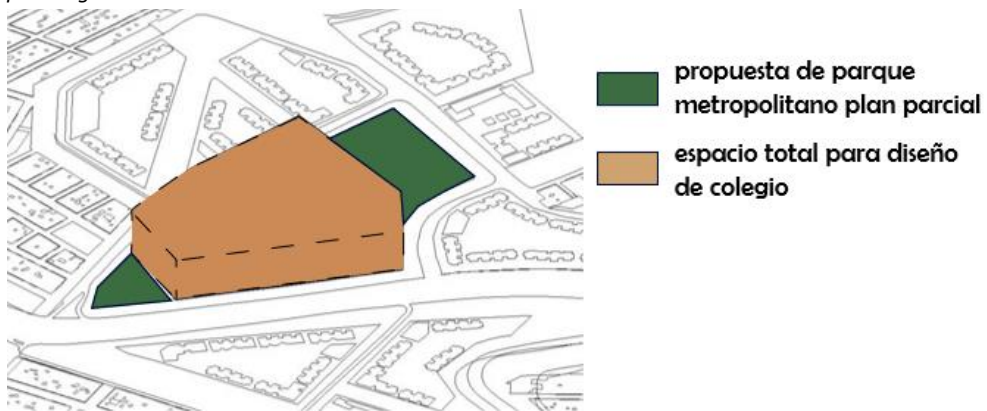 propuesta de parque
metropolitano plan parcial
espacio total para diseño
de colegio